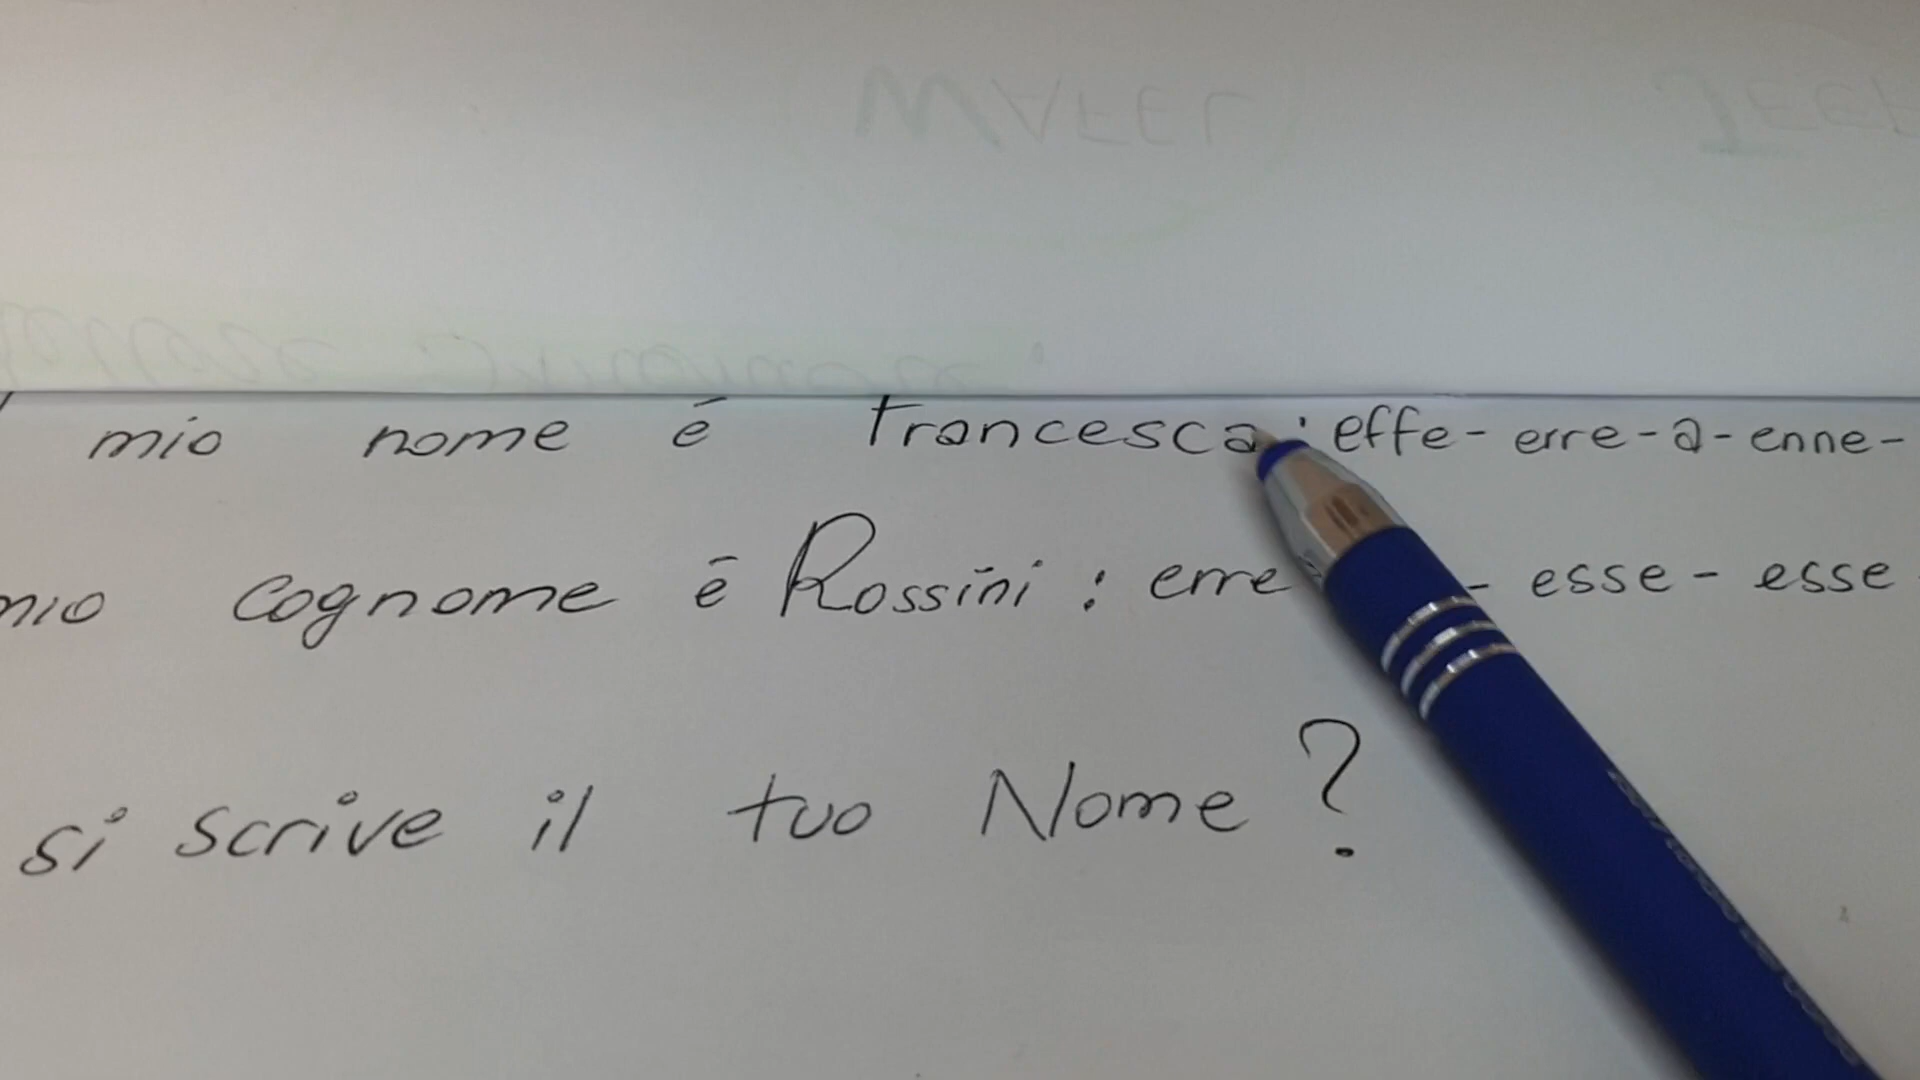 mio nome é Francesca: effe- erre-a-enne-
mio cognome é Rossini: erre - esse- esse
si scrive il tuo Nome?